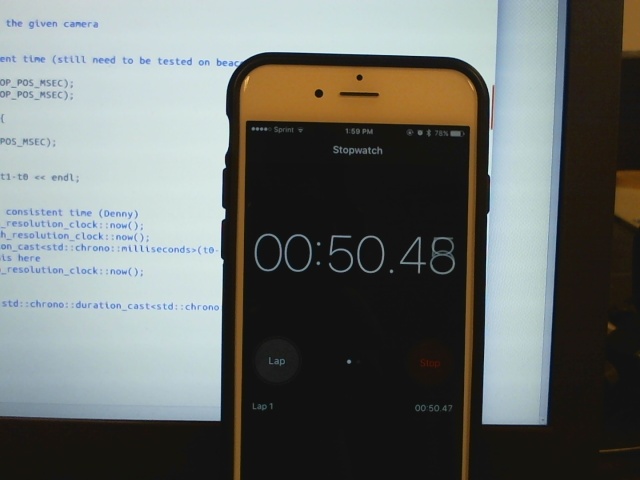 the given camera
ent time (still need to be tested on beac
OP_POS_MSEC);
OP_POS_MSEC);
{
POS_MSEC);
t1-t0 << endl;
consistent time (Denny)
_resolution_clock::now();
h_resolution_clock::now();
on_cast<std::chrono::milliseconds>(t0-
is here
_resolution_clock::now();
std::chrono::duration_cast<std::chrono
Sprint
1:59 PM
78%
Stopwatch
00:50.48
Lap
Stop
Lap 1
00:50.47